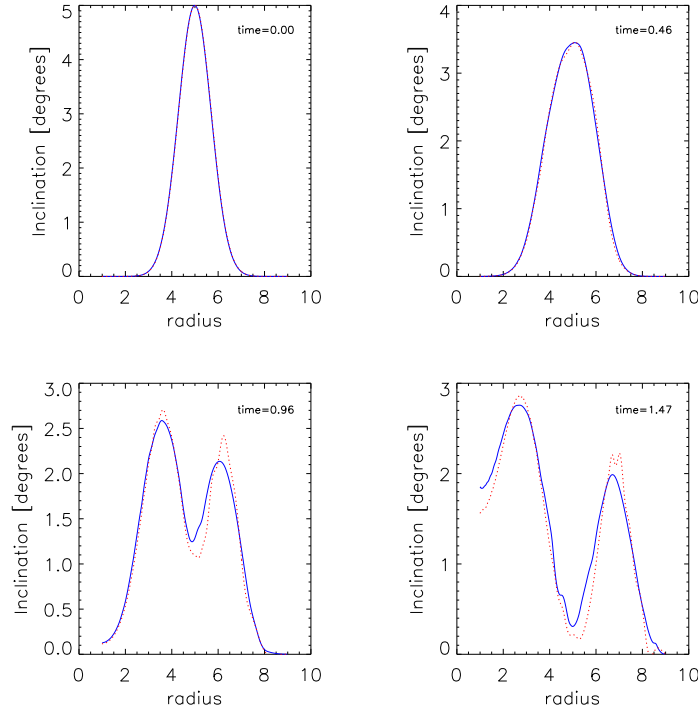 time=0.00
Inclination [degrees]
5
4
3
2
1
0
0 2 4 6 8 10
radius
time=0.46
Inclination [degrees]
4
3
2
1
0
0 2 4 6 8 10
radius
time=0.96
Inclination [degrees]
3.0
2.5
2.0
1.5
1.0
0.5
0.0
0 2 4 6 8 10
radius
time=1.47
Inclination [degrees]
3
2
1
0
0 2 4 6 8 10
radius